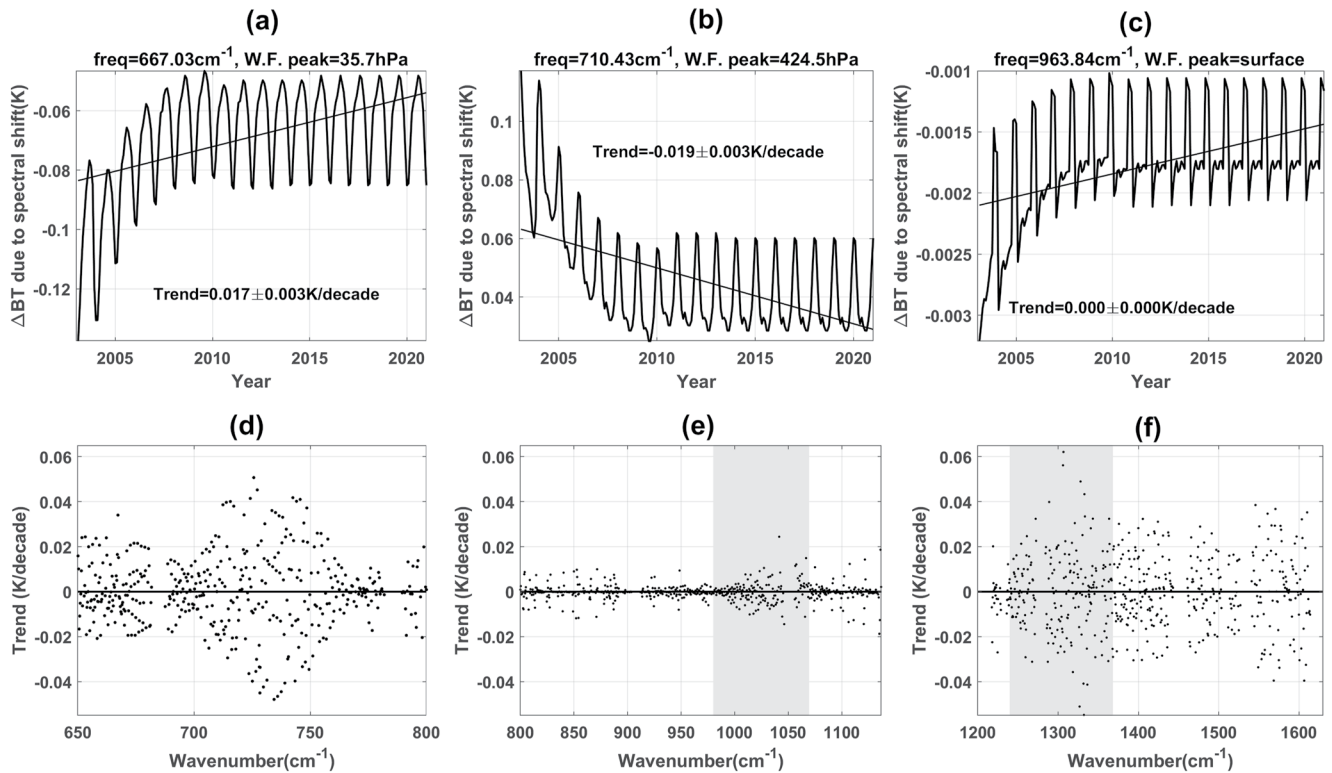 (a)
freq=667.03cm⁻¹, W.F. peak=35.7hPa
ΔBT due to spectral shift(K)
-0.06
-0.08
-0.1
-0.12
Trend=0.017±0.003K/decade
2005 2010 2015 2020
Year
(b)
freq=710.43cm⁻¹, W.F. peak=424.5hPa
ΔBT due to spectral shift(K)
0.1
0.08
0.06
0.04
Trend=-0.019±0.003K/decade
2005 2010 2015 2020
Year
(c)
freq=963.84cm⁻¹, W.F. peak=surface
ΔBT due to spectral shift(K)
-0.001
-0.0015
-0.002
-0.0025
-0.003
Trend=0.000±0.000K/decade
2005 2010 2015 2020
Year
(d)
Trend (K/decade)
0.06
0.04
0.02
0
-0.02
-0.04
650 700 750 800
Wavenumber(cm⁻¹)
(e)
Trend (K/decade)
0.06
0.04
0.02
0
-0.02
-0.04
800 850 900 950 1000 1050 1100
Wavenumber(cm⁻¹)
(f)
Trend (K/decade)
0.06
0.04
0.02
0
-0.02
-0.04
1200 1300 1400 1500 1600
Wavenumber(cm⁻¹)